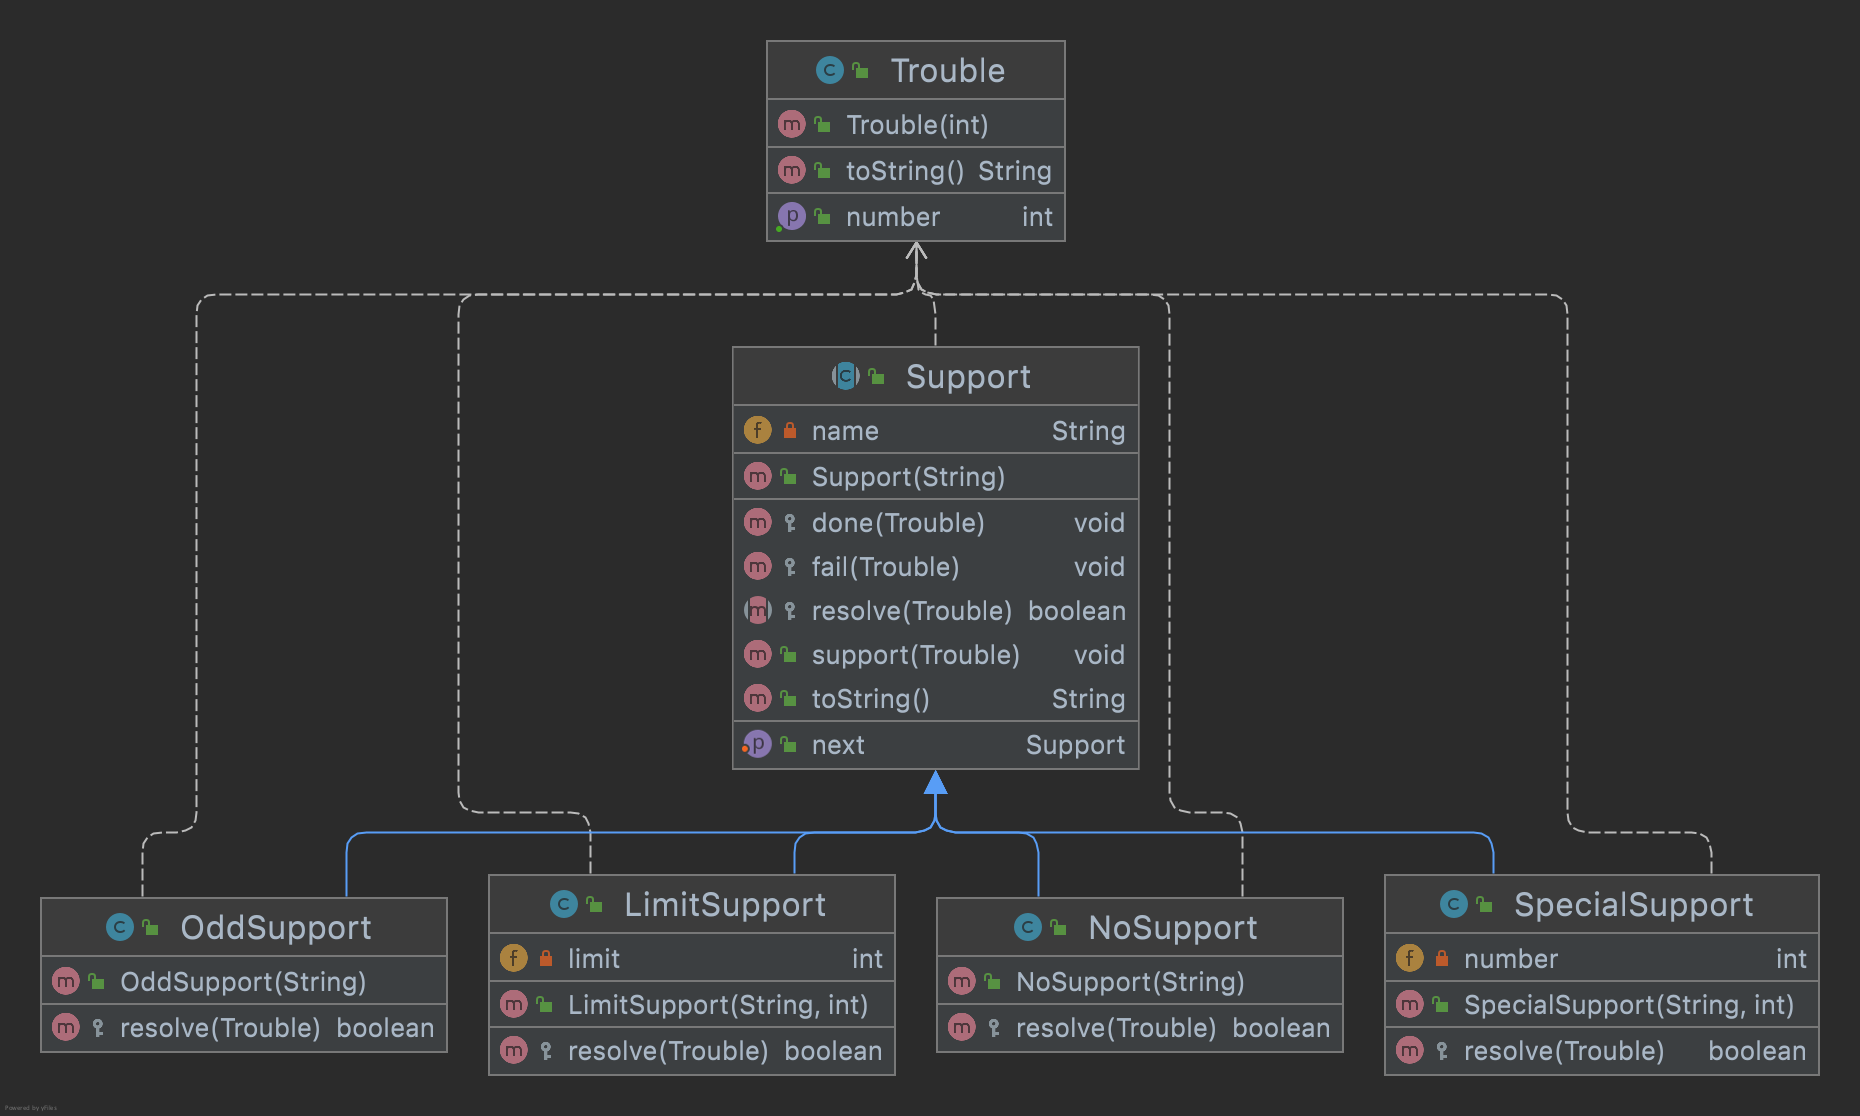 Trouble
Trouble(int)
toString() String
number int
Support
name String
Support(String)
done(Trouble) void
fail(Trouble) void
resolve(Trouble) boolean
support(Trouble) void
toString() String
next Support
OddSupport
OddSupport(String)
resolve(Trouble) boolean
LimitSupport
limit int
LimitSupport(String, int)
resolve(Trouble) boolean
NoSupport
NoSupport(String)
resolve(Trouble) boolean
SpecialSupport
number int
SpecialSupport(String, int)
resolve(Trouble) boolean
Powered by yFiles